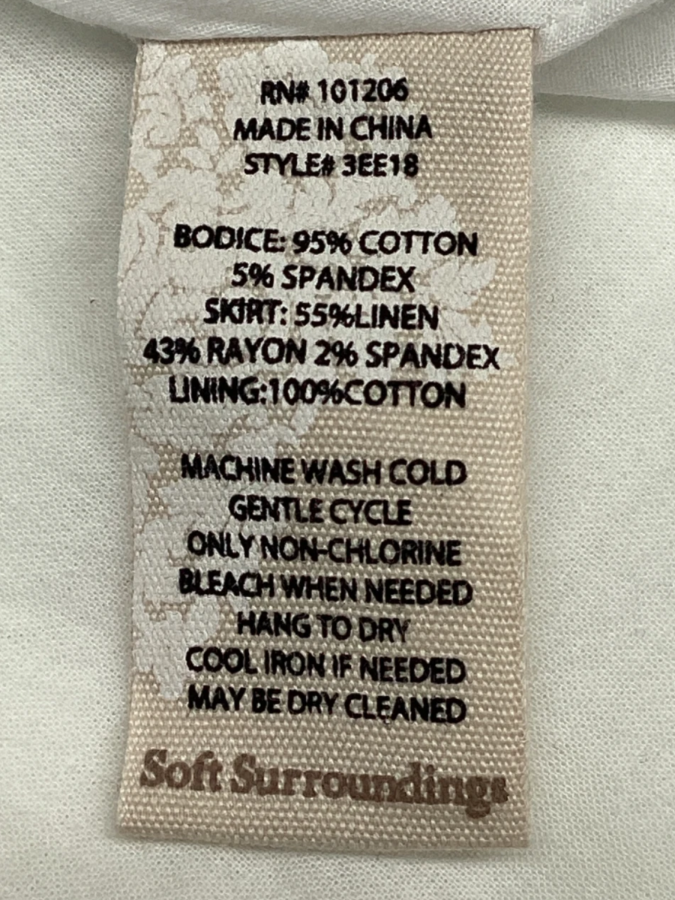 RN# 101206
MADE IN CHINA
STYLE# 3EE18
BODICE: 95% COTTON
5% SPANDEX
SKIRT: 55%LINEN
43% RAYON 2% SPANDEX
LINING:100%COTTON
MACHINE WASH COLD
GENTLE CYCLE
ONLY NON-CHLORINE
BLEACH WHEN NEEDED
HANG TO DRY
COOL IRON IF NEEDED
MAY BE DRY CLEANED
Soft Surroundings